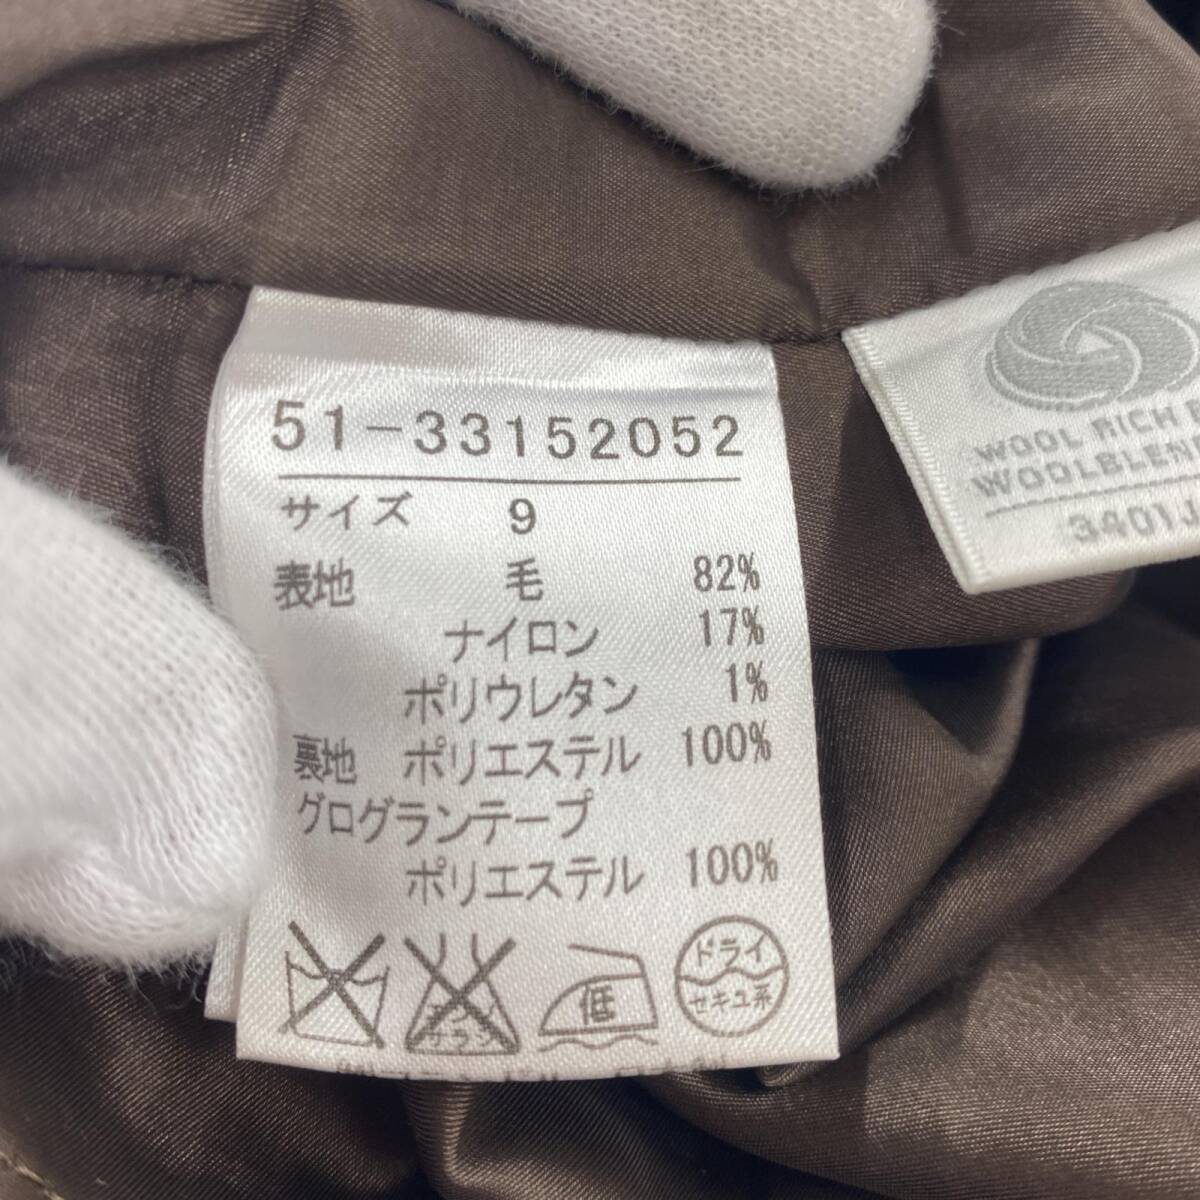 51-33152052
サイズ 9
表地 毛 82%
ナイロン 17%
ポリウレタン 1%
裏地 ポリエステル 100%
グログランテープ
ポリエステル 100%
低
ドライ
セキユ系
WOOL RICH
WOOLBLEN
3401J